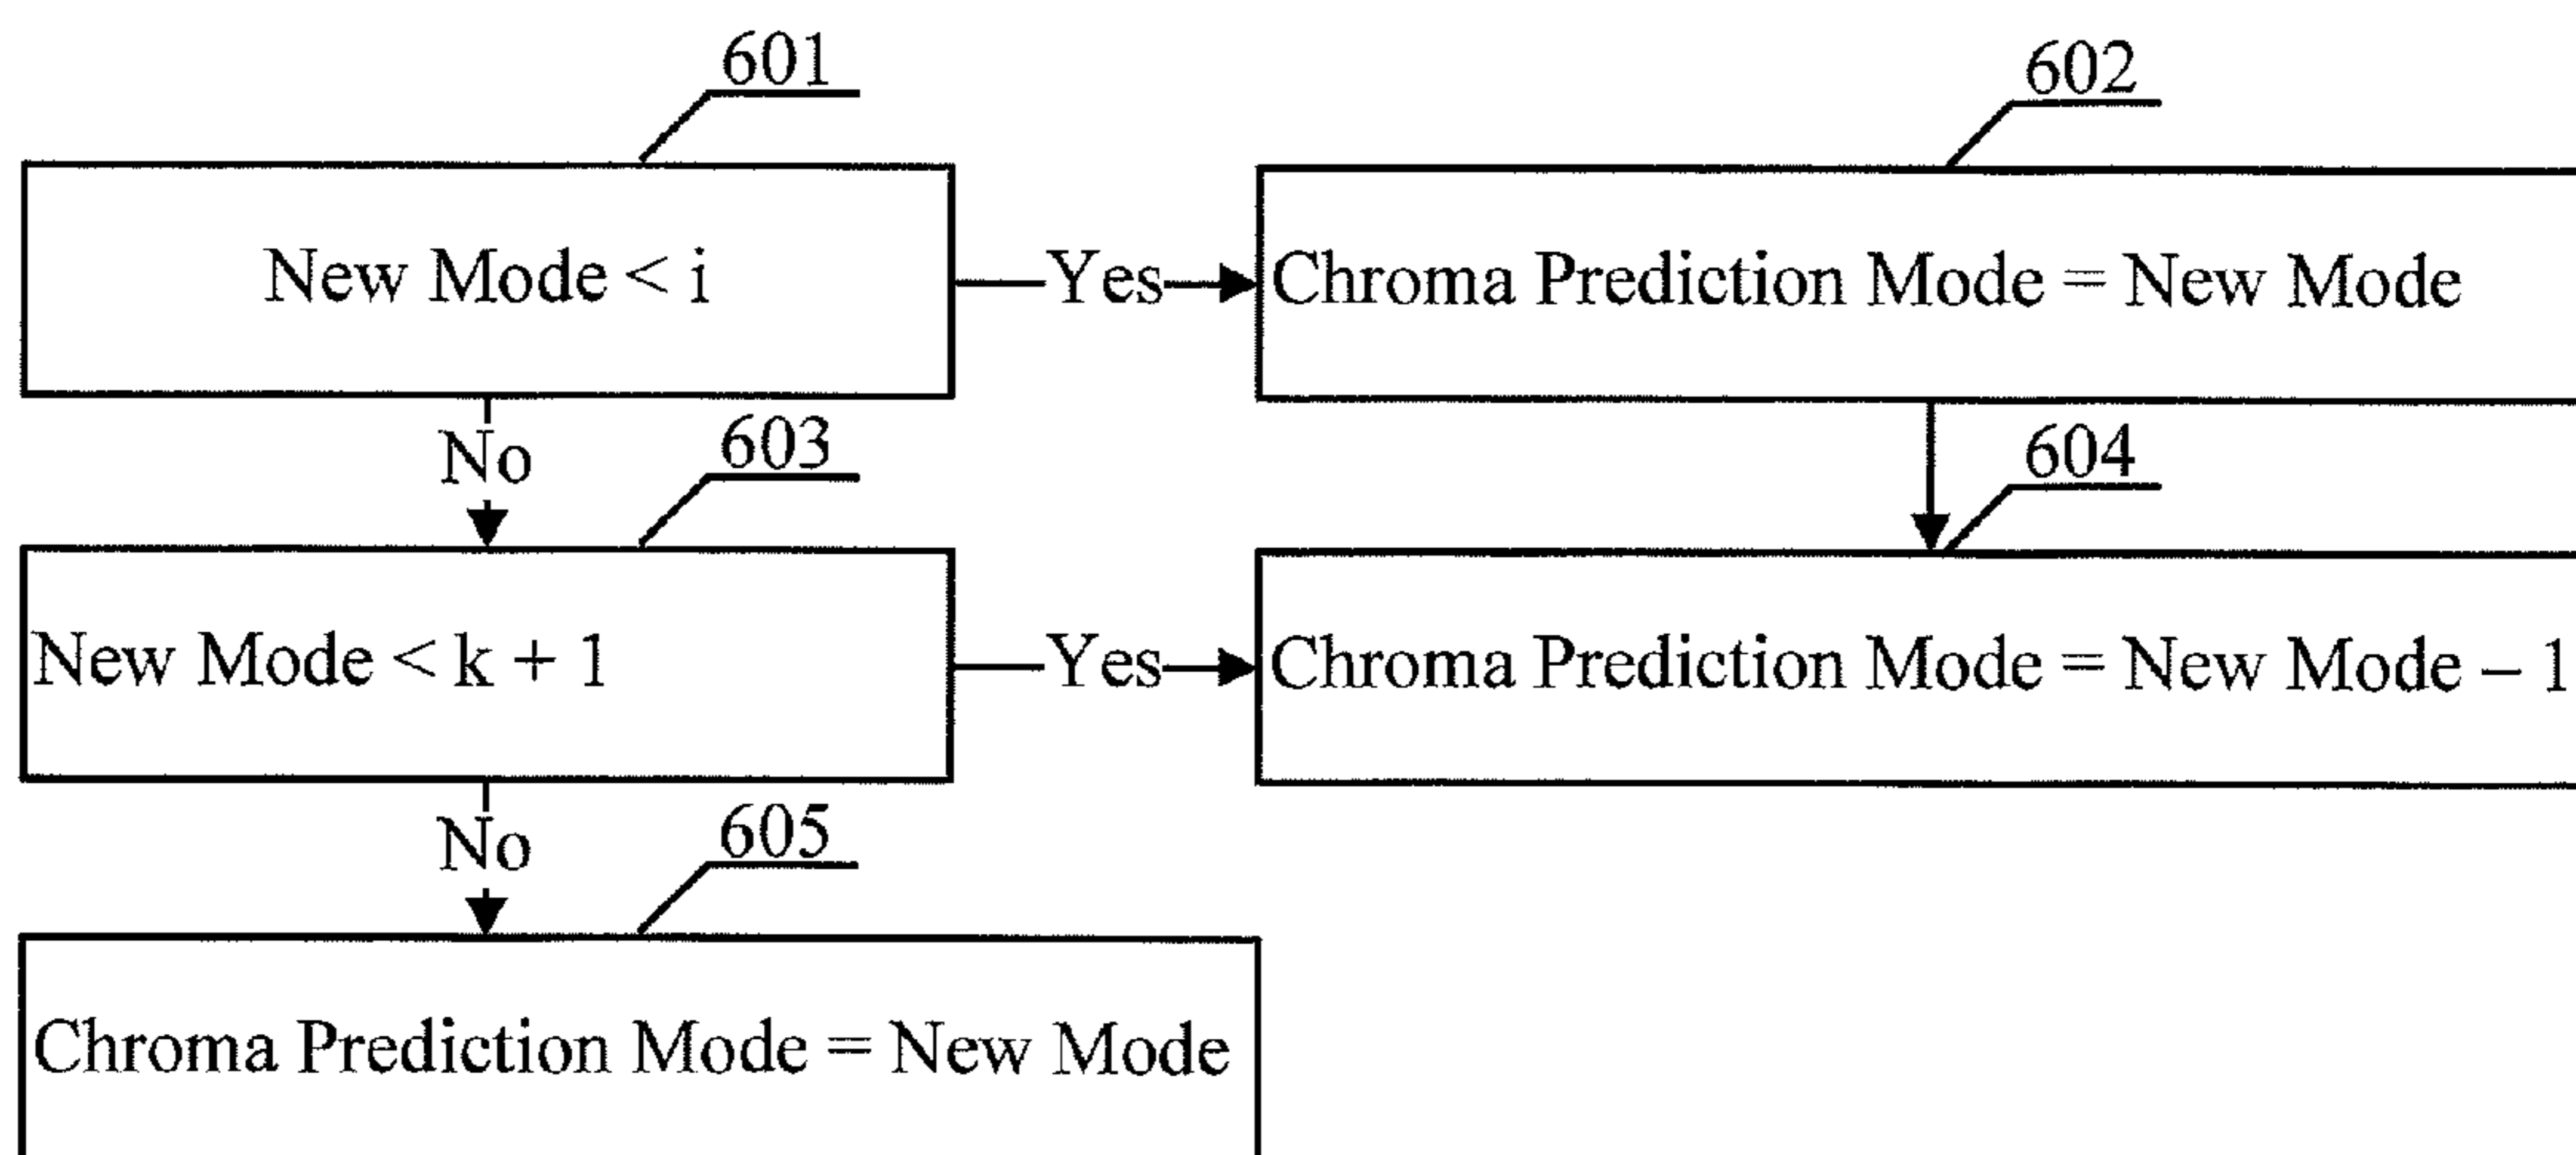 601
602
New Mode < i
Yes
Chroma Prediction Mode = New Mode
No
603
604
New Mode < k + 1
Yes
Chroma Prediction Mode = New Mode – 1
No
605
Chroma Prediction Mode = New Mode